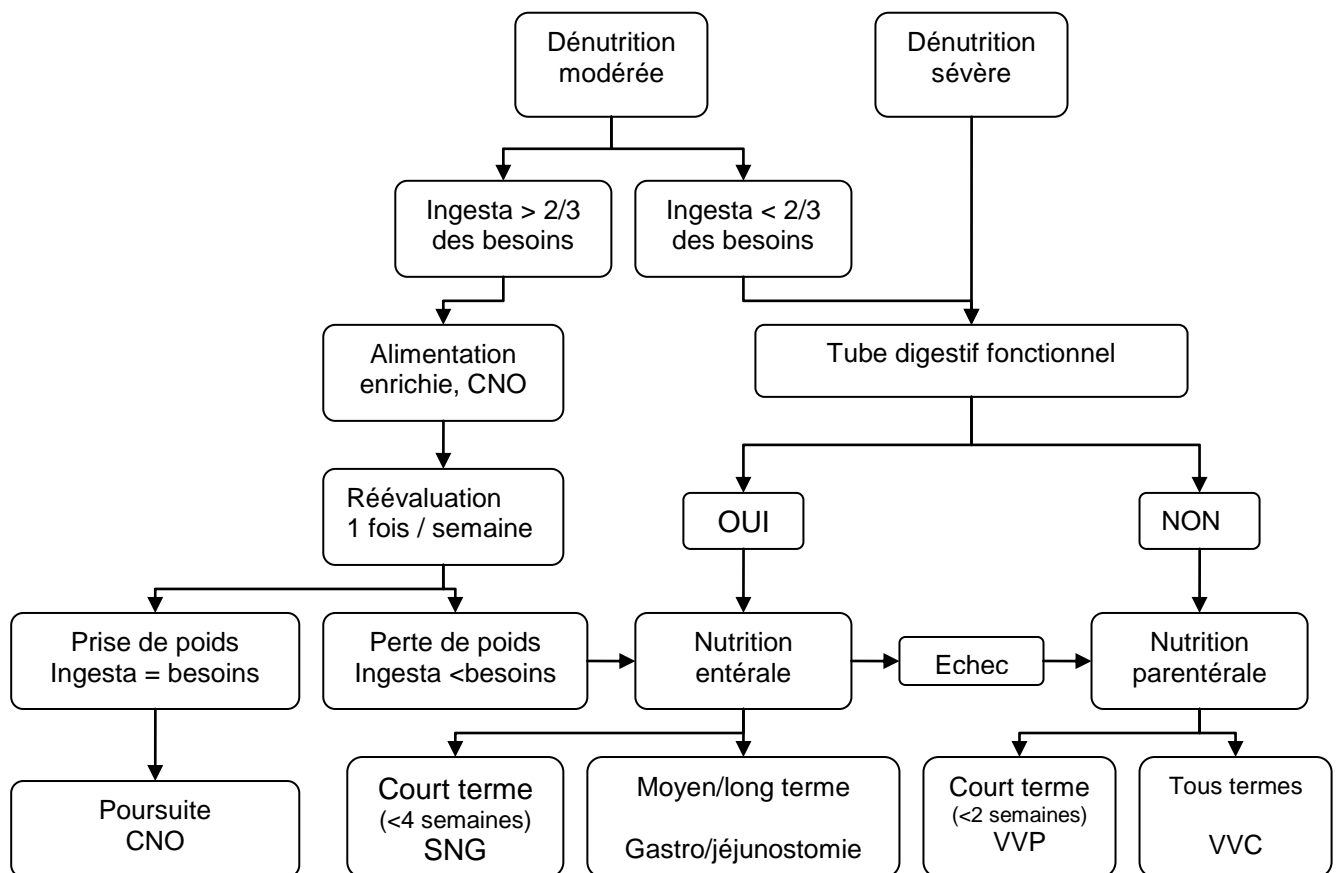 Dénutrition
modérée
Dénutrition
sévère
Ingesta > 2/3
des besoins
Ingesta < 2/3
des besoins
Alimentation
enrichie, CNO
Tube digestif fonctionnel
Réévaluation
1 fois / semaine
OUI
NON
Prise de poids
Ingesta = besoins
Perte de poids
Ingesta <besoins
Nutrition
entérale
Echec
Nutrition
parentérale
Poursuite
CNO
Court terme
(<4 semaines)
SNG
Moyen/long terme
Gastro/jéjunostomie
Court terme
(<2 semaines)
VVP
Tous termes
VVC